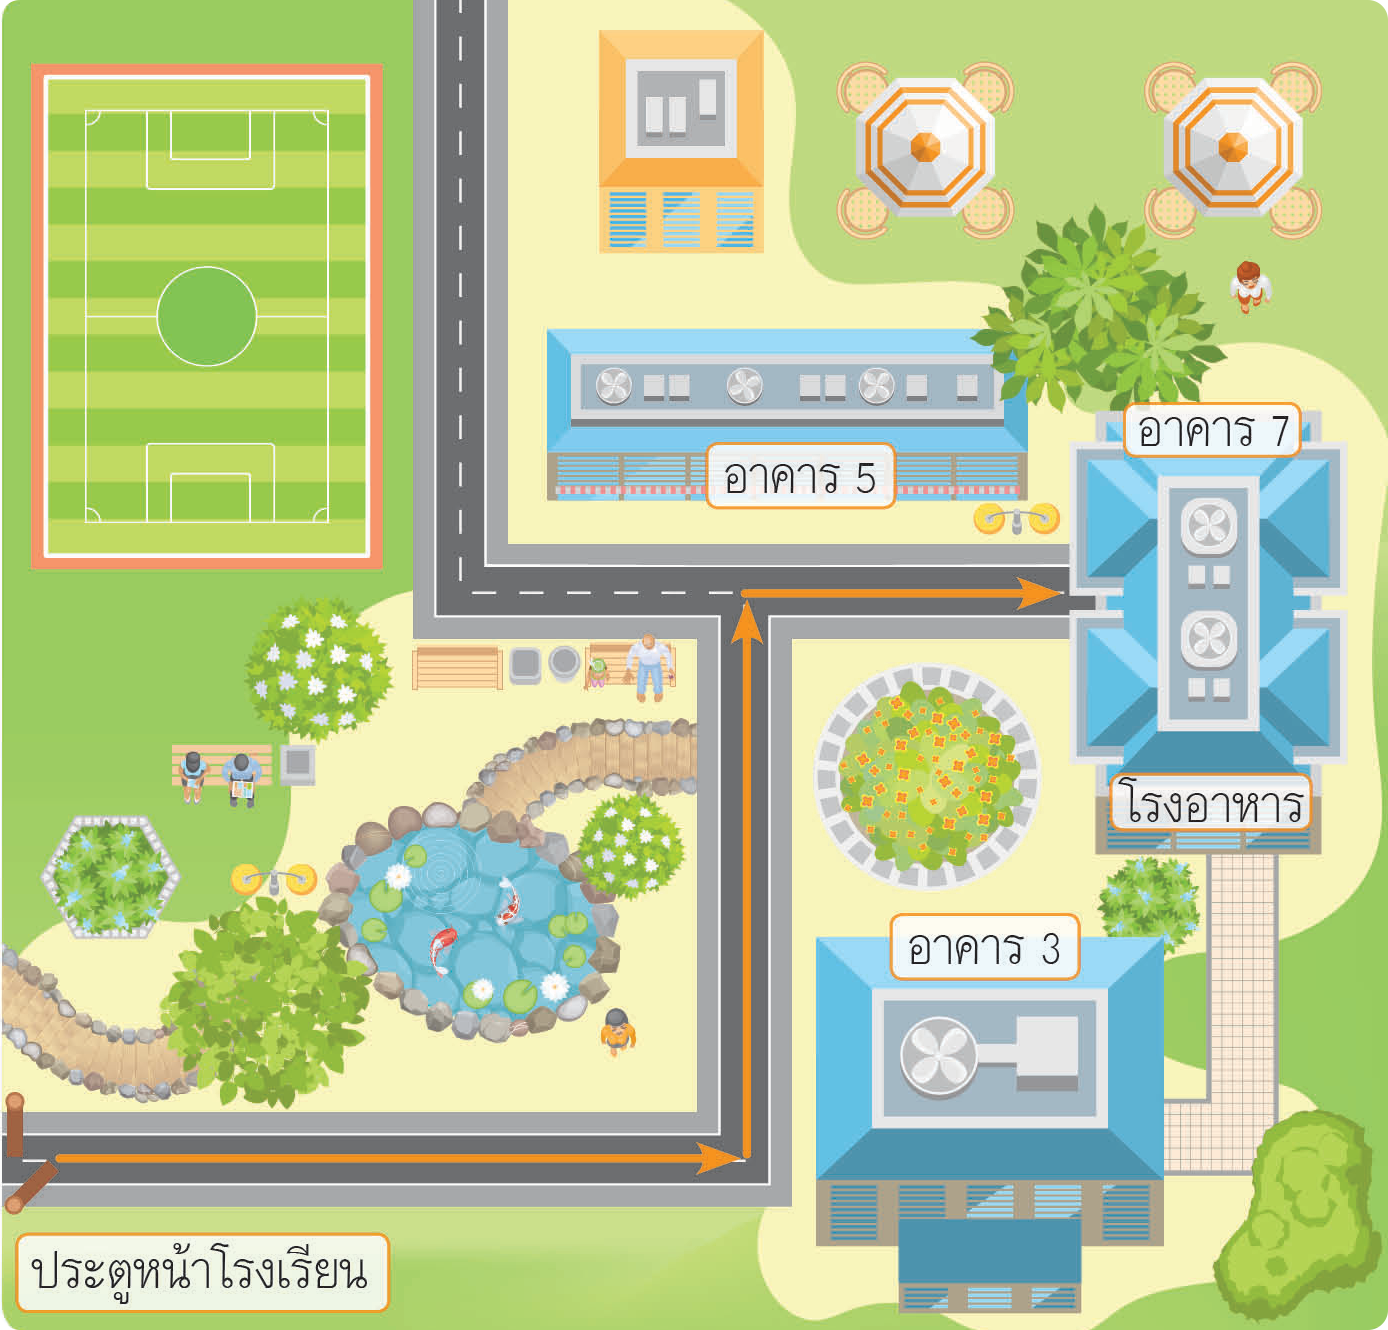 อาคาร 7
อาคาร 5
โรงอาหาร
อาคาร 3
ประตูหน้าโรงเรียน